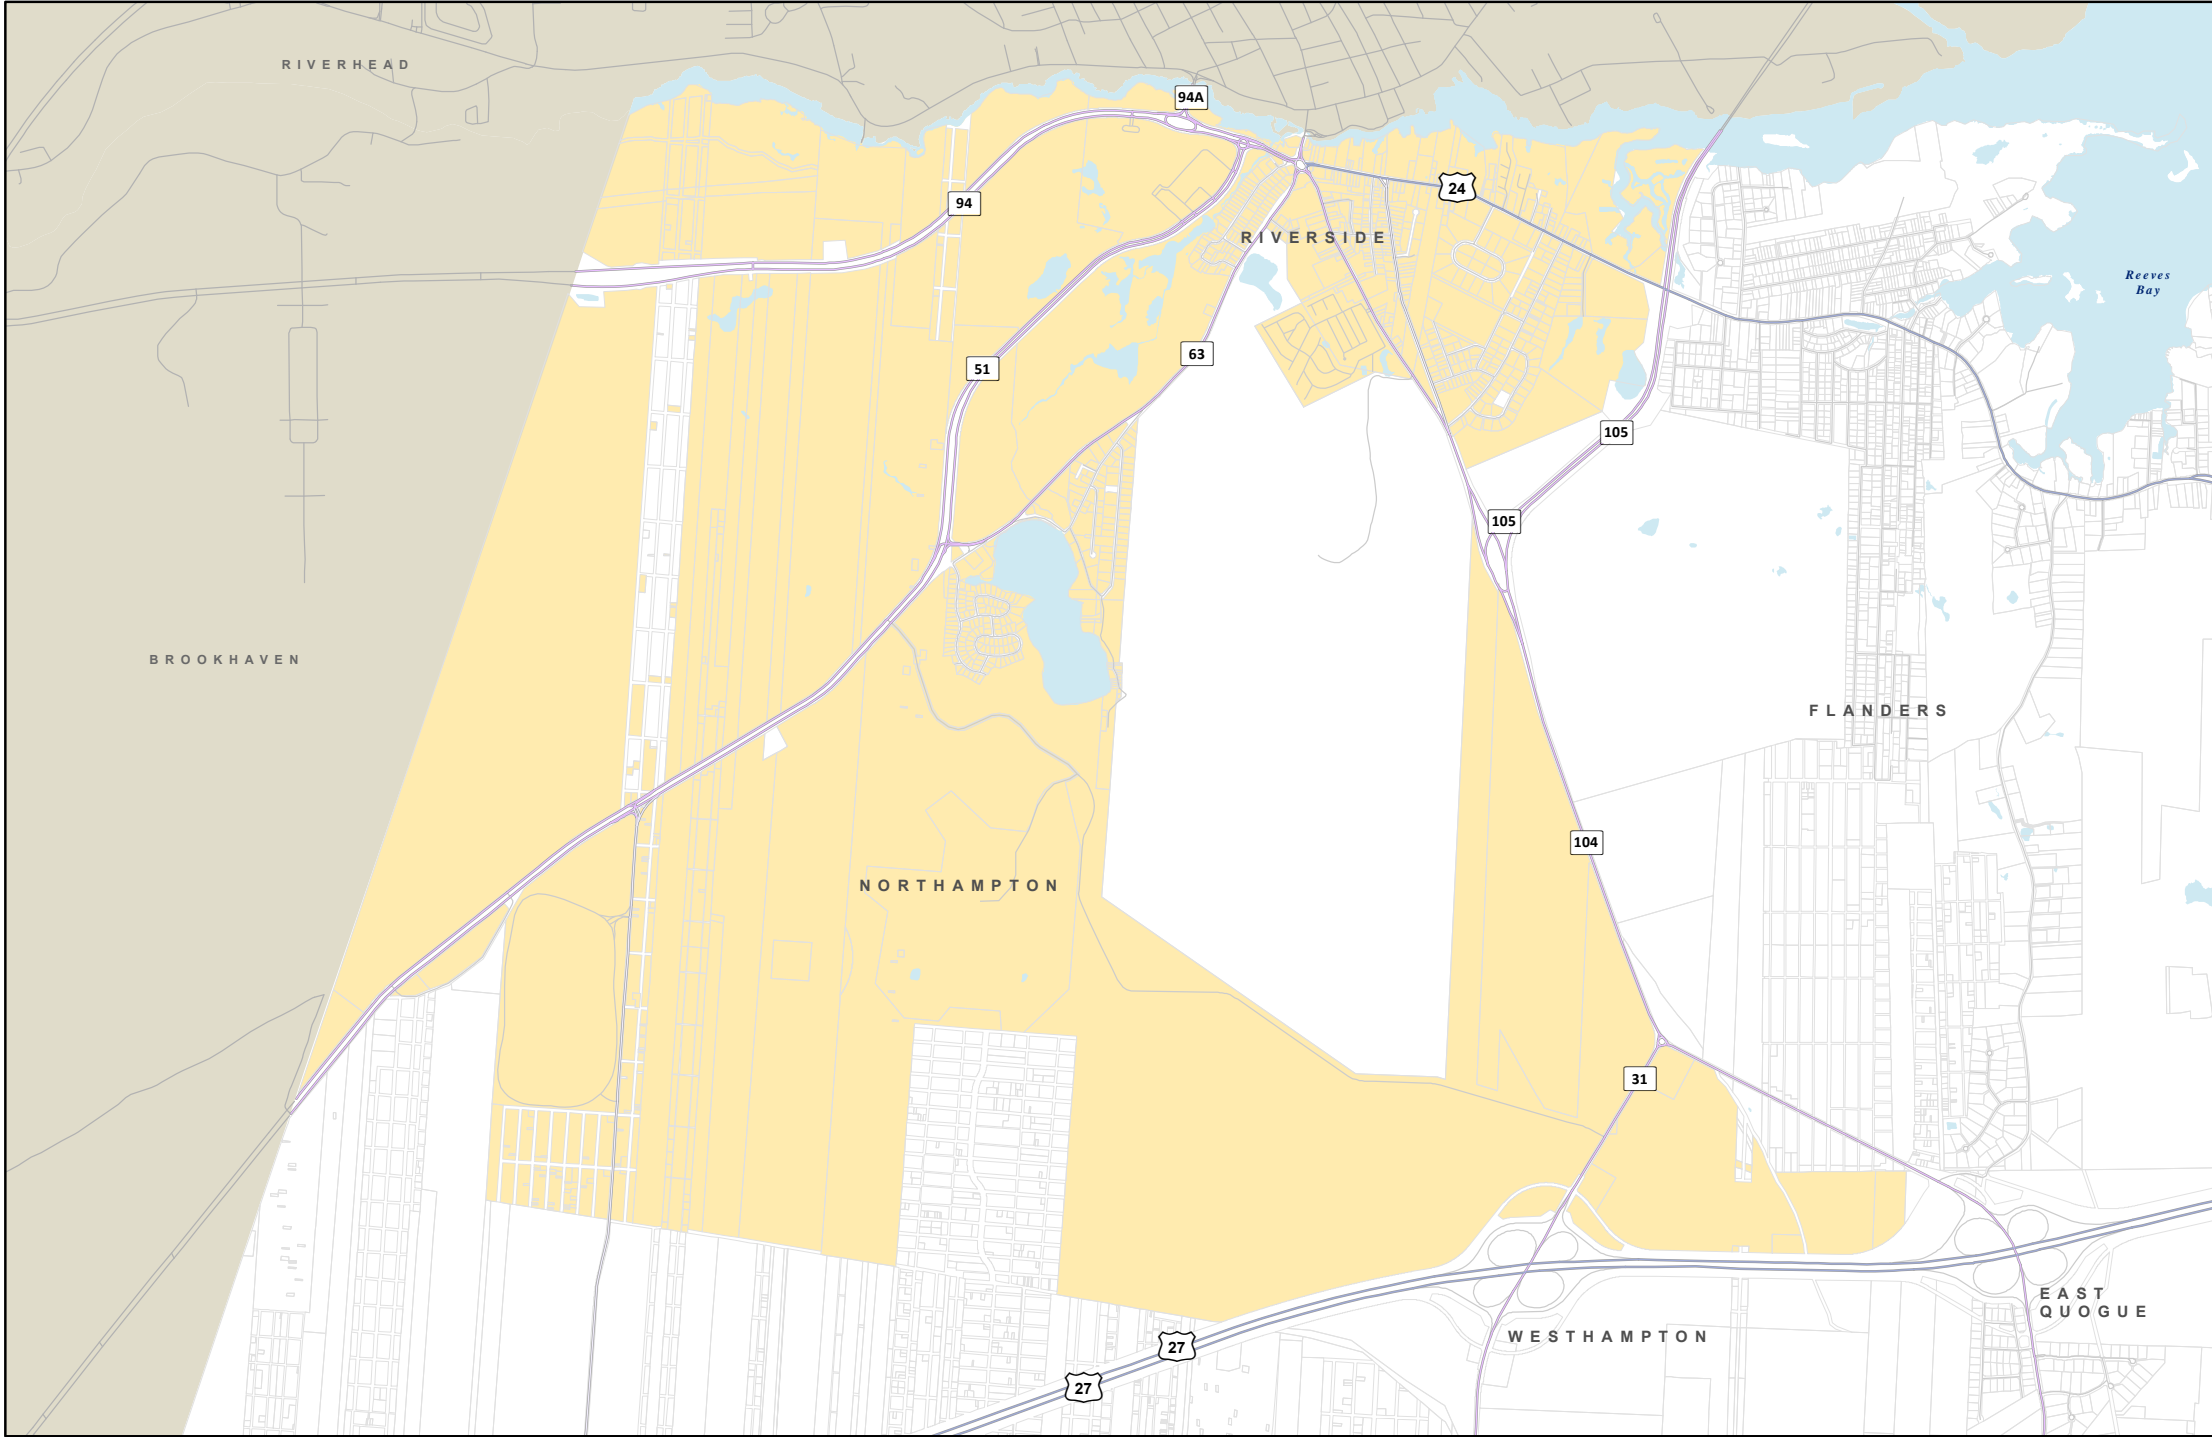 RIVERHEAD
94A
24
94
RIVERSIDE
Reeves
Bay
63
51
105
105
BROOKHAVEN
FLANDERS
104
NORTHAMPTON
31
EAST
QUOGUE
WESTHAMPTON
27
27